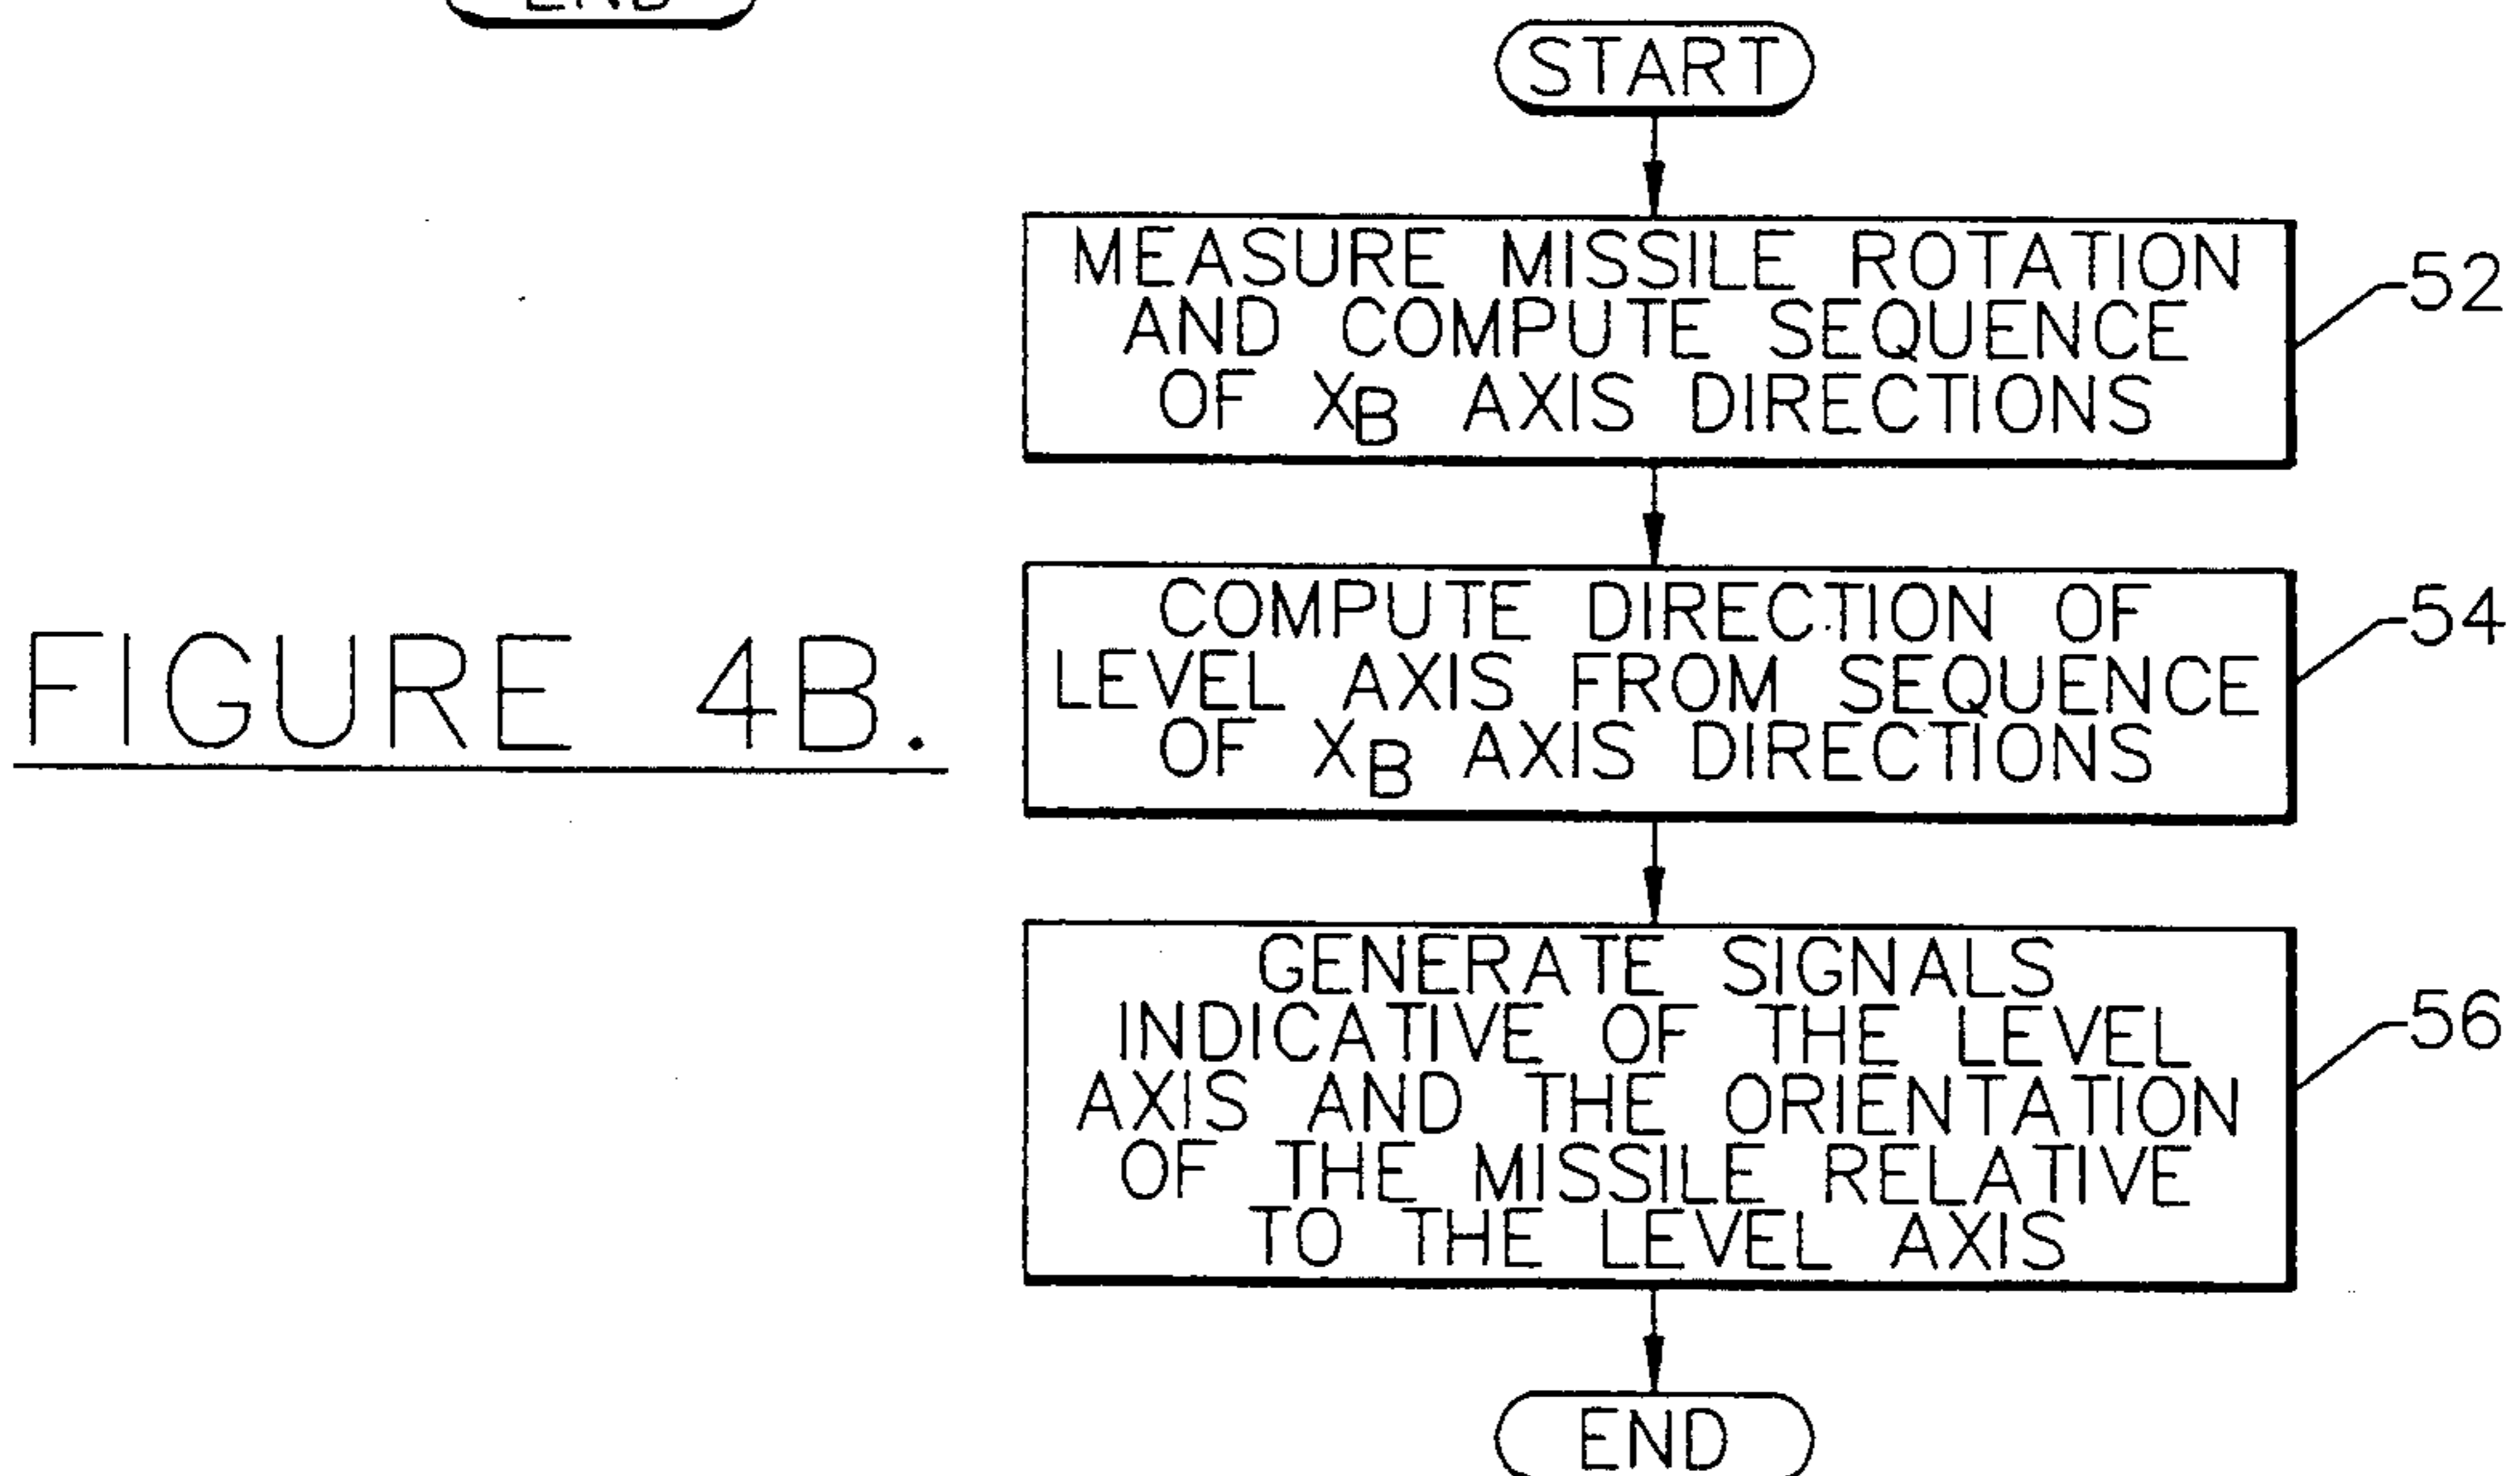 END
START
MEASURE MISSILE ROTATION
AND COMPUTE SEQUENCE
OF XB AXIS DIRECTIONS
52
COMPUTE DIRECTION OF
LEVEL AXIS FROM SEQUENCE
OF XB AXIS DIRECTIONS
54
FIGURE 4B.
GENERATE SIGNALS
INDICATIVE OF THE LEVEL
AXIS AND THE ORIENTATION
OF THE MISSILE RELATIVE
TO THE LEVEL AXIS
56
END